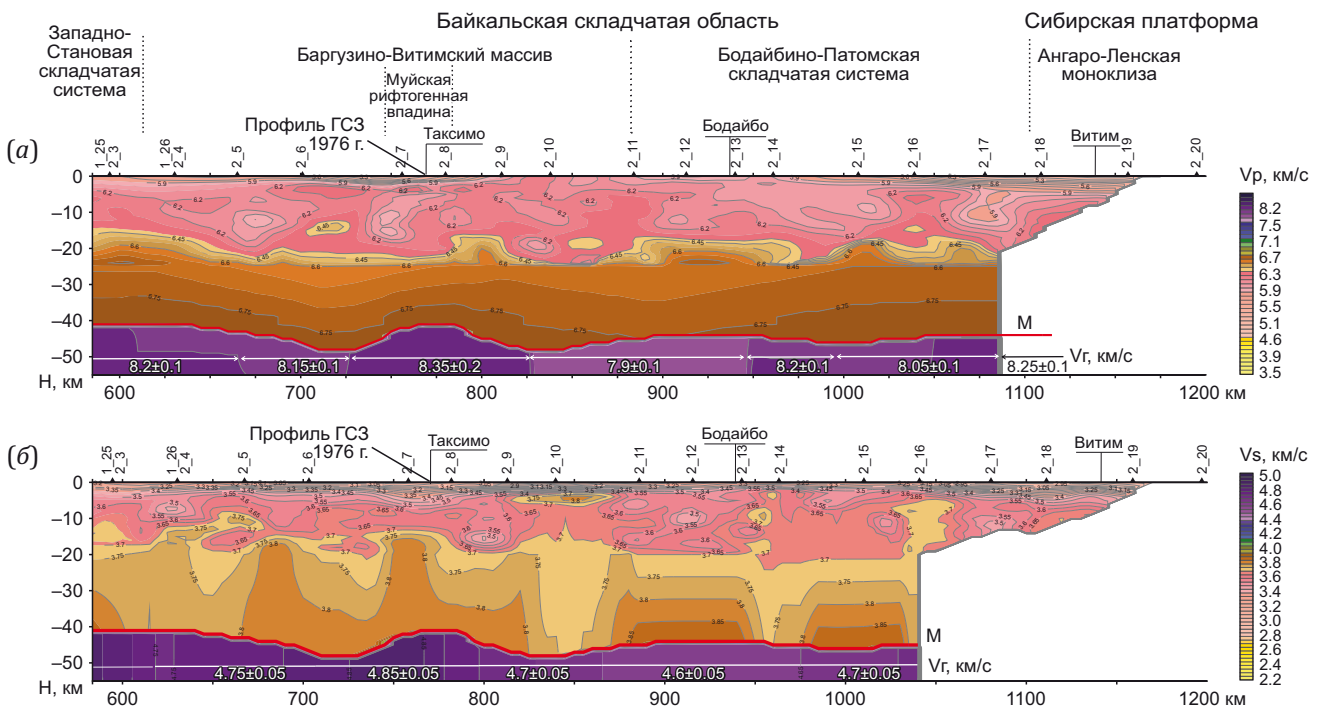 Байкальская складчатая область
Сибирская платформа
Западно-
Становая
складчатая
система
Баргузино-Витимский массив
Муйская
рифтогенная
впадина
Бодайбино-Патомская
складчатая система
Ангаро-Ленская
моноклиза
(а)
Профиль ГСЗ
1976 г.
Таксимо
Бодайбо
Витим
1_25
2_3
1_26
2_4
2_5
2_6
2_7
2_8
2_9
2_10
2_11
2_12
2_13
2_14
2_15
2_16
2_17
2_18
2_19
2_20
0
–10
–20
–30
–40
–50
H, км
М
8.2±0.1
8.15±0.1
8.35±0.2
7.9±0.1
8.2±0.1
8.05±0.1
8.25±0.1
Vг, км/с
600
700
800
900
1000
1100
1200 км
Vp, км/с
8.2
7.5
7.1
6.7
6.3
5.9
5.5
5.1
4.6
3.9
3.5
(б)
Профиль ГСЗ
1976 г.
Таксимо
Бодайбо
Витим
1_25
2_3
1_26
2_4
2_5
2_6
2_7
2_8
2_9
2_10
2_11
2_12
2_13
2_14
2_15
2_16
2_17
2_18
2_19
2_20
0
–10
–20
–30
–40
–50
H, км
М
Vг, км/с
4.75±0.05
4.85±0.05
4.7±0.05
4.6±0.05
4.7±0.05
600
700
800
900
1000
1100
1200 км
Vs, км/с
5.0
4.8
4.6
4.4
4.2
4.0
3.8
3.6
3.4
3.2
3.0
2.8
2.6
2.4
2.2